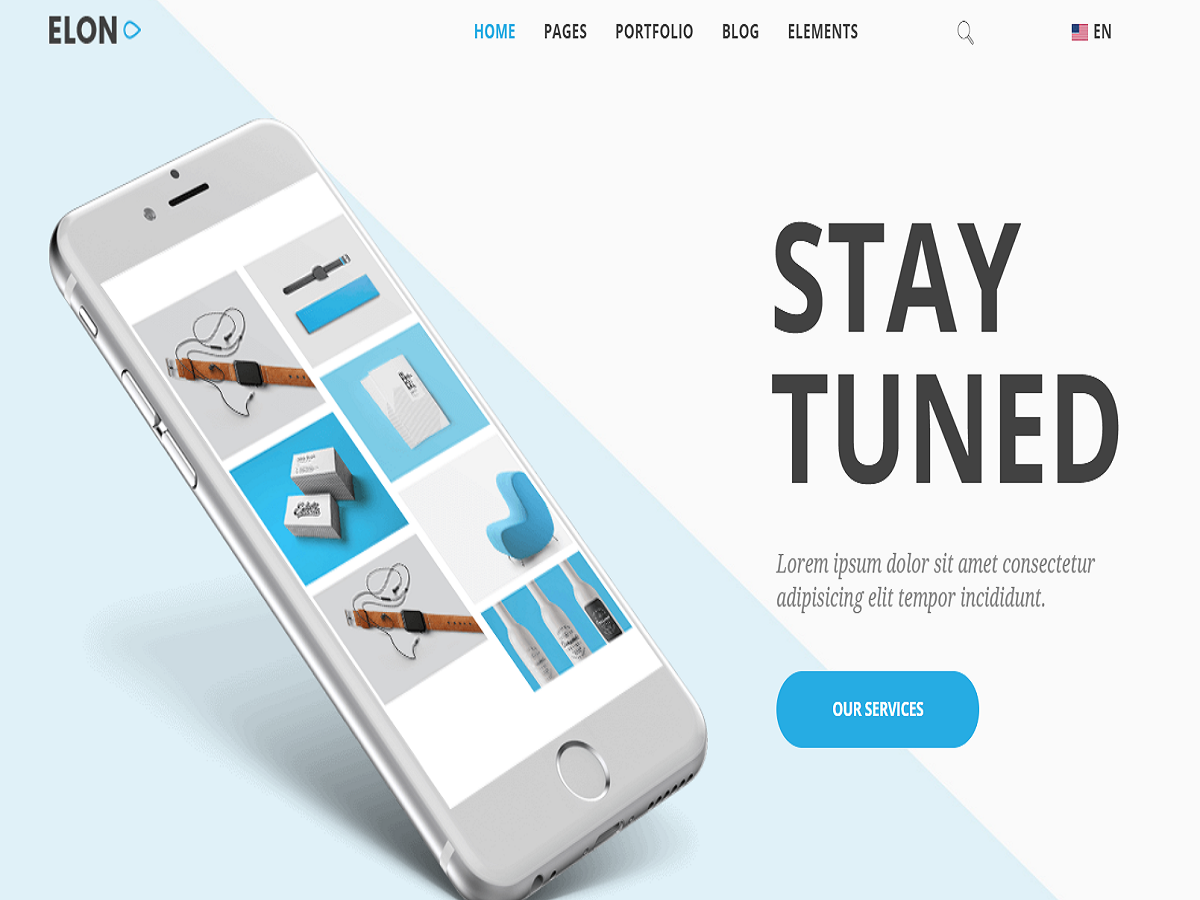 ELON
HOME PAGES PORTFOLIO BLOG ELEMENTS
EN
STAY
TUNED
Lorem ipsum dolor sit amet consectetur
adipisicing elit tempor incididunt.
OUR SERVICES